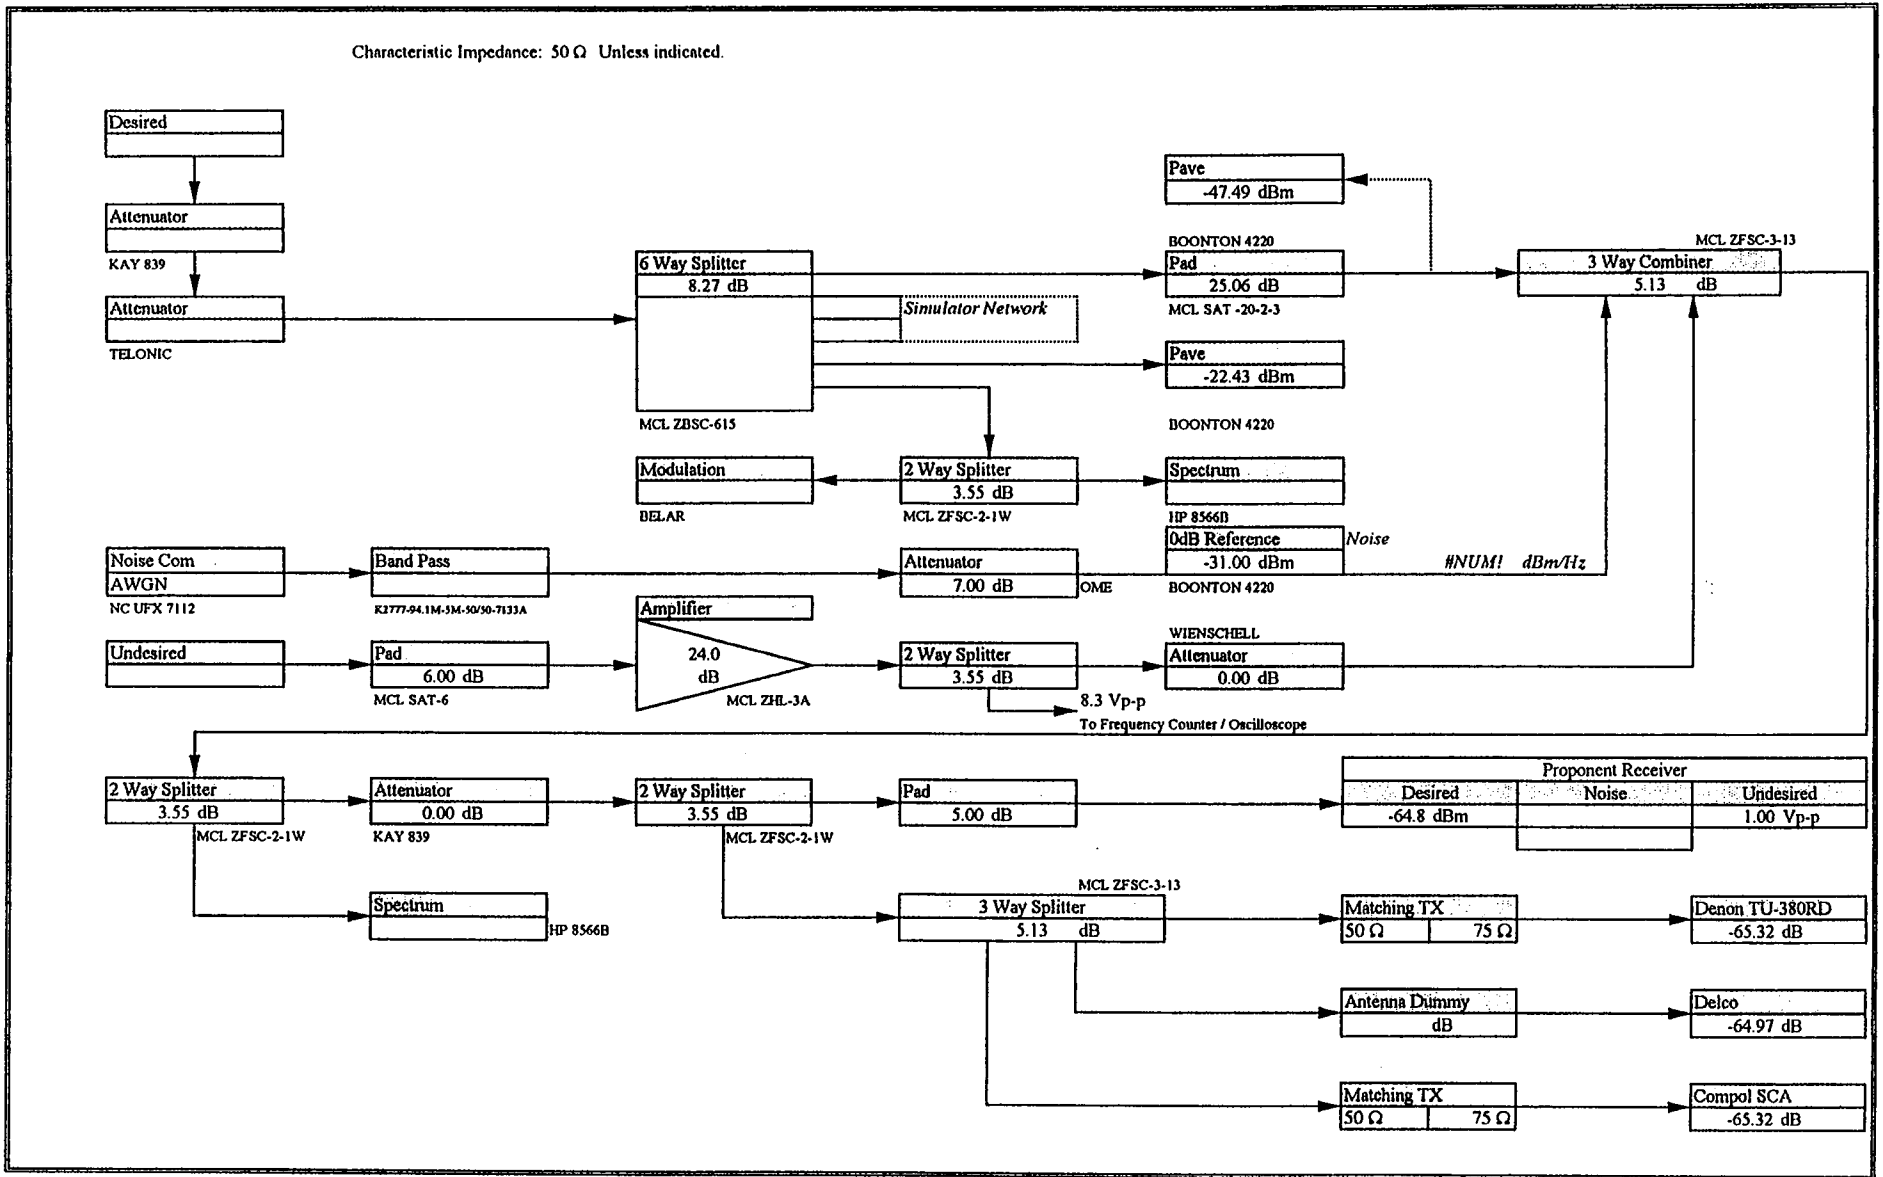 Characteristic Impedance: 50 Ω Unless indicated.
Desired
Attenuator
KAY 839
Attenuator
TELONIC
6 Way Splitter
8.27 dB
Simulator Network
MCL ZBSC-615
Pave
-47.49 dBm
BOONTON 4220
Pad
25.06 dB
MCL SAT -20-2-3
MCL ZFSC-3-13
3 Way Combiner
5.13 dB
Pave
-22.43 dBm
BOONTON 4220
Modulation
BELAR
2 Way Splitter
3.55 dB
MCL ZFSC-2-1W
Spectrum
HP 8566B
Noise Com
AWGN
NC UFX 7112
Band Pass
K2777-94.1M-5M-50/50-7133A
Attenuator
7.00 dB
OME
0dB Reference
-31.00 dBm
BOONTON 4220
Noise
#NUM! dBm/Hz
Undesired
Pad
6.00 dB
MCL SAT-6
Amplifier
24.0
dB
MCL ZHL-3A
2 Way Splitter
3.55 dB
WIENSCHELL
Attenuator
0.00 dB
8.3 Vp-p
To Frequency Counter / Oscilloscope
2 Way Splitter
3.55 dB
MCL ZFSC-2-1W
Attenuator
0.00 dB
KAY 839
2 Way Splitter
3.55 dB
MCL ZFSC-2-1W
Pad
5.00 dB
Proponent Receiver
Desired Noise Undesired
-64.8 dBm 1.00 Vp-p
Spectrum
HP 8566B
MCL ZFSC-3-13
3 Way Splitter
5.13 dB
Matching TX
50 Ω 75 Ω
Denon TU-380RD
-65.32 dB
Antenna Dummy
dB
Delco
-64.97 dB
Matching TX
50 Ω 75 Ω
Compol SCA
-65.32 dB